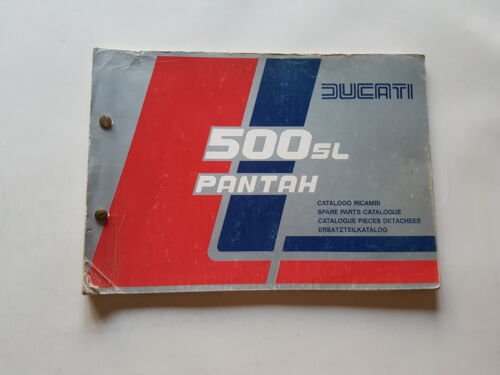 DUCATI
500SL
PANTAH
CATALOGO RICAMBI
SPARE PARTS CATALOGUE
CATALOGUE PIECES DETACHEES
ERSATZTEILKATALOG